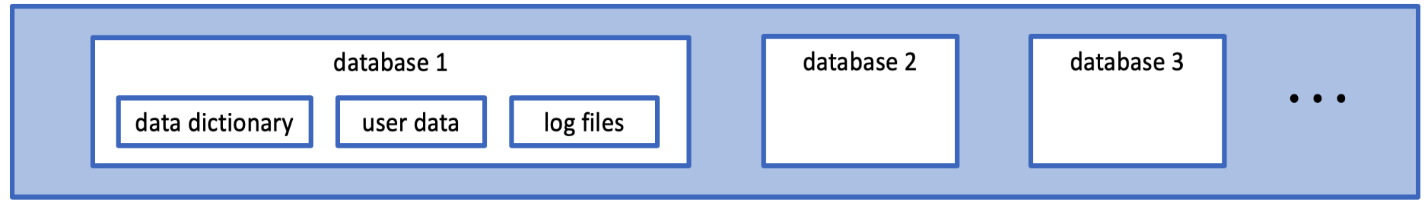 database 1
data dictionary
user data
log files
database 2
database 3
...